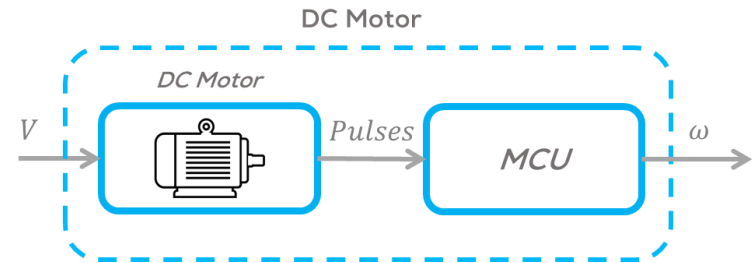 DC Motor
DC Motor
V
Pulses
MCU
ω